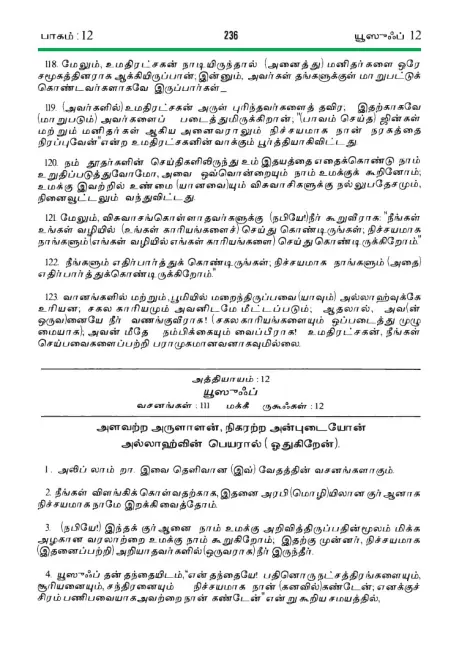 பாகம் : 12 236 யூஸுஃப் 12
118. மேலும், உமதிரட்சகன் நாடியிருந்தால் (அனைத்து) மனிதர்களை ஒரே
சமூகத்தினராக ஆக்கியிருப்பான்; இன்னும், அவர்கள் தங்களுக்குள் மாறுபட்டுக்
கொண்டவர்களாகவே இருப்பார்கள்_
119. (அவர்களில்) உமதிரட்சகன் அருள் புரிந்தவர்களைத் தவிர; இதற்காகவே
(மாறுபடும்) அவர்களைப் படைத்துமிருக்கிறான்; "(பாவம் செய்த) ஜின்கள்
மற்றும் மனிதர்கள் ஆகிய அனைவராலும் நிச்சயமாக நான் நரகத்தை
நிரப்புவேன்" என்ற உமதிரட்சகனின் வாக்கும் பூர்த்தியாகிவிட்டது.
120. நம் தூதர்களின் செய்திகளிலிருந்து உம் இதயத்தை எதைக்கொண்டு நாம்
உறுதிப்படுத்துவோமோ, அவை ஒவ்வொன்றையும் நாம் உமக்குக் கூறினோம்;
உமக்கு இவற்றில் உண்மை (யானவை)யும் விசுவாசிகளுக்கு நல்லுபதேசமும்,
நினைவூட்டலும் வந்துவிட்டது.
121. மேலும், விசுவாசங்கொள்ளாதவர்களுக்கு (நபியே!) நீர் கூறுவீராக: "நீங்கள்
உங்கள் வழியில் (உங்கள் காரியங்களைச்) செய்து கொண்டிருங்கள்; நிச்சயமாக
நாங்களும் (எங்கள் வழியில் எங்கள் காரியங்களை) செய்து கொண்டிருக்கிறோம்."
122. நீங்களும் எதிர்பார்த்துக் கொண்டிருங்கள்; நிச்சயமாக நாங்களும் (அதை)
எதிர்பார்த்துக்கொண்டிருக்கிறோம்."
123. வானங்களில் மற்றும், பூமியில் மறைந்திருப்பவை (யாவும்) அல்லாஹ்வுக்கே
உரியன; சகல காரியமும் அவனிடமே மீட்டப்படும்; ஆதலால், அவ(ன்
ஒருவ)னையே நீர் வணங்குவீராக! (சகல காரியங்களையும் ஒப்படைத்து முழு
மையாக); அவன் மீதே நம்பிக்கையும் வைப்பீராக! உமதிரட்சகன், நீங்கள்
செய்பவைகளைப்பற்றி பராமுகமானவனாகவுமில்லை.
அத்தியாயம் : 12
யூஸுஃப்
வசனங்கள் : 111 மக்கீ ருகூஃகள் : 12
அளவற்ற அருளாளன், நிகரற்ற அன்புடையோன்
அல்லாஹ்வின் பெயரால் ( ஓதுகிறேன்).
1. அலிப் லாம் றா. இவை தெளிவான (இவ்) வேதத்தின் வசனங்களாகும்.
2. நீங்கள் விளங்கிக் கொள்வதற்காக, இதனை அரபி (மொழி)யிலான குர்ஆனாக
நிச்சயமாக நாமே இறக்கிவைத்தோம்.
3. (நபியே!) இந்தக் குர்ஆனை நாம் உமக்கு அறிவித்திருப்பதின்மூலம் மிக்க
அழகான வரலாற்றை உமக்கு நாம் கூறுகிறோம்; இதற்கு முன்னர், நிச்சயமாக
(இதனைப்பற்றி) அறியாதவர்களில் (ஒருவராக) நீர் இருந்தீர்.
4. யூஸுஃப் தன் தந்தையிடம், "என் தந்தையே! பதினொரு நட்சத்திரங்களையும்,
சூரியனையும், சந்திரனையும் நிச்சயமாக நான் (கனவில்) கண்டேன்; எனக்குச்
சிரம் பணிபவையாக அவற்றை நான் கண்டேன்" என்று கூறிய சமயத்தில்,